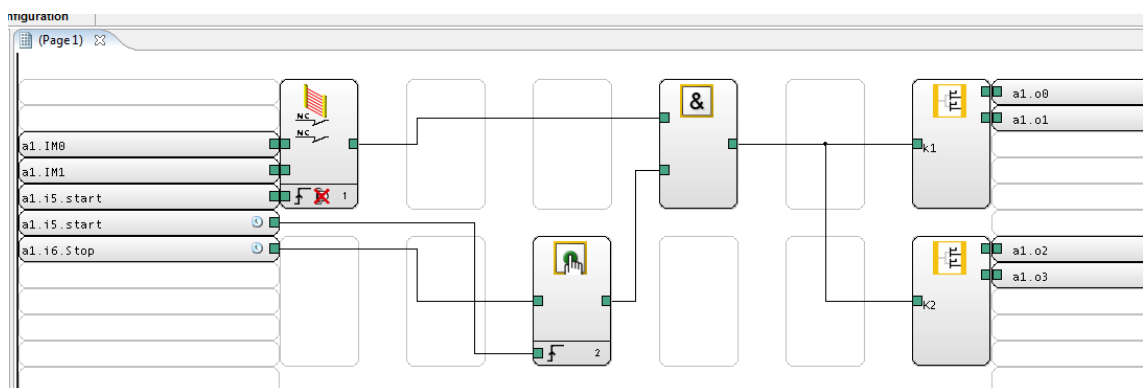 nfiguration
(Page 1)
NC
NC
a1.IM0
a1.IM1
a1.i5.start
1
a1.i5.start
a1.i6.Stop
2
&
k1
a1.o0
a1.o1
K2
a1.o2
a1.o3